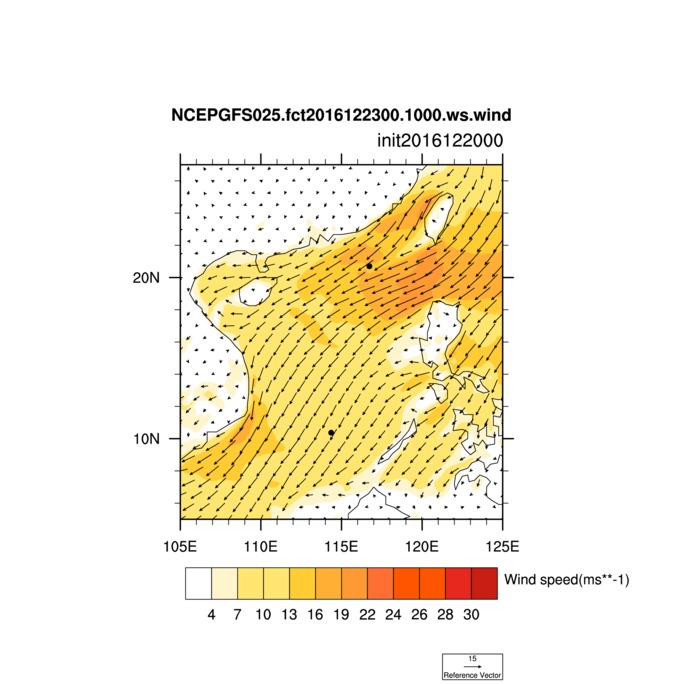 NCEPGFS025.fct2016122300.1000.ws.wind
init2016122000
20N
10N
105E 110E 115E 120E 125E
Wind speed(ms**-1)
4 7 10 13 16 19 22 24 26 28 30
15
Reference Vector